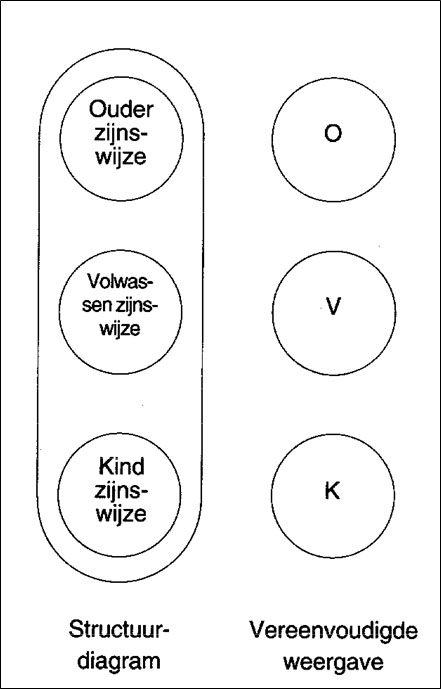 Ouder
zijns-
wijze
O
Volwas-
sen zijns-
wijze
V
Kind
zijns-
wijze
K
Structuur-
diagram
Vereenvoudigde
weergave